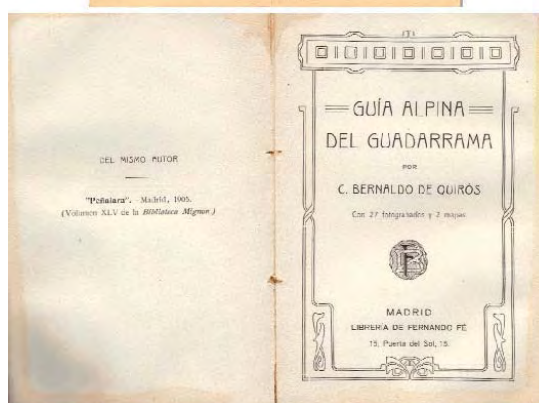 DEL MISMO AUTOR
"Peñalara". - Madrid, 1905.
(Volumen XLV de la Biblioteca Mignon.)
GUÍA ALPINA
DEL GUADARRAMA
POR
C. BERNALDO DE QUIRÓS
Con 27 fotograbados y 2 mapas
MADRID
LIBRERÍA DE FERNANDO FÉ
15, Puerta del Sol, 15.